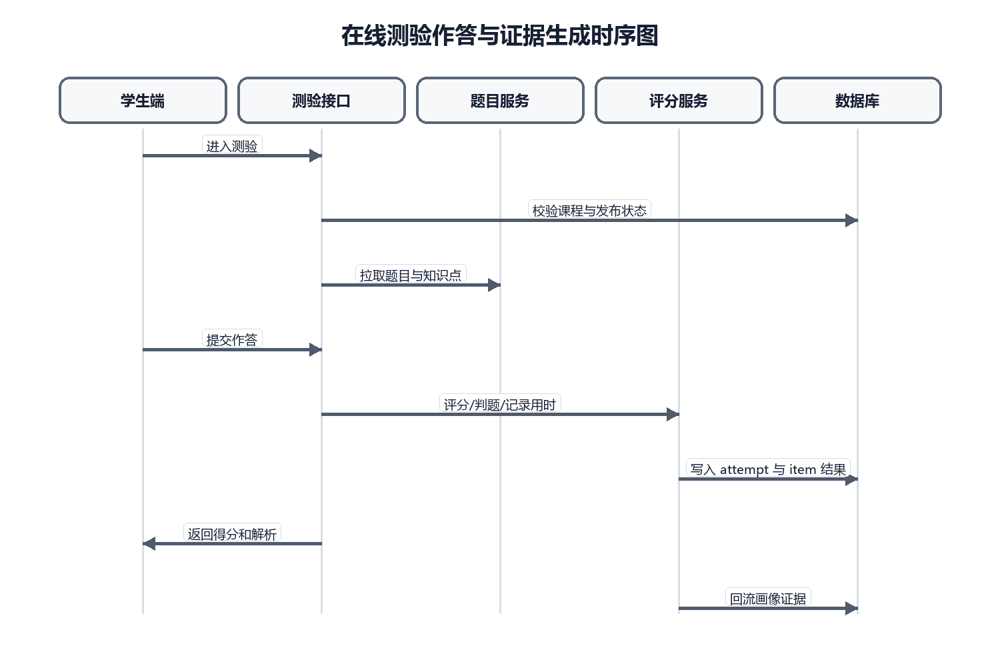 在线测验作答与证据生成时序图
学生端
测验接口
题目服务
评分服务
数据库
进入测验
校验课程与发布状态
拉取题目与知识点
提交作答
评分/判题/记录用时
写入 attempt 与 item 结果
返回得分和解析
回流画像证据